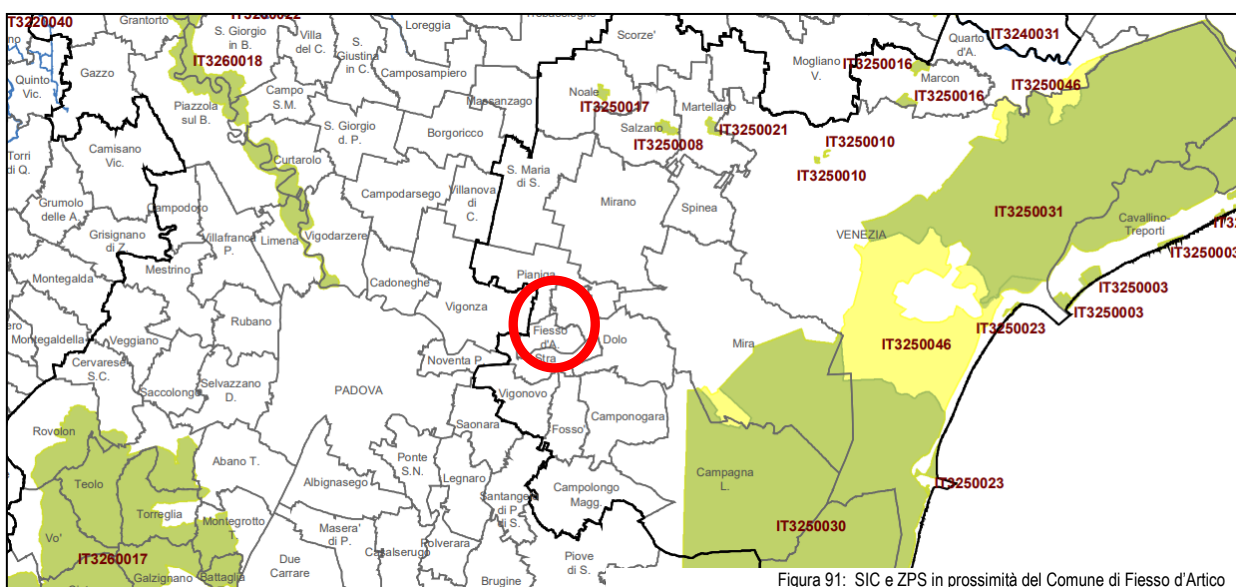 IT3220040
Grantorto
S. Giorgio
in B.
IT3260018
Villa
del C.
S.
Giustina
in C.
Loreggia
Camposampiero
Scorze'
Mogliano
V.
IT3250016
Quarto
d'A.
IT3240031
Marcon
IT3250016
IT3250046
Quinto
Vic.
Gazzo
Piazzola
sul B.
Campo
S.M.
Massanzago
Noale
IT3250017
Martellago
IT3250021
Salzano
IT3250008
IT3250010
IT3250010
Torri
di Q.
Camisano
Vic.
S. Giorgio
d. P.
Borgoricco
Curtarolo
S. Maria
di S.
Campodarsego
Villanova
di
C.
Mirano
Spinea
IT3250031
Grumolo
delle A.
Campodoro
Grisignano
di Z.
Villafranca
P.
Limena
Vigodarzere
VENEZIA
Cavallino-
Treporti
IT3250003
Montegalda
Mestrino
Cadoneghe
Pianiga
Vigonza
IT3250003
IT3250003
IT3250023
Rubano
Montegaldella
Veggiano
Fiesso
d'A.
Dolo
Mira
IT3250046
Cervarese
S.C.
Saccolongo
Selvazzano
D.
Noventa P.
Stra
PADOVA
Vigonovo
Camponogara
Rovolon
Saonara
Fosso'
Abano T.
Ponte
S.N.
Legnaro
Campagna
L.
IT3250023
Teolo
Albignasego
Campolongo
Magg.
Torreglia
Montegrotto
T.
Masera'
di P.
Santangelo
di P.
di S.
IT3250030
Vo'
IT3260017
Casalserugo
Polverara
Due
Carrare
Piove
di S.
Galzignano
Battaglia
Brugine
Figura 91: SIC e ZPS in prossimità del Comune di Fiesso d'Artico